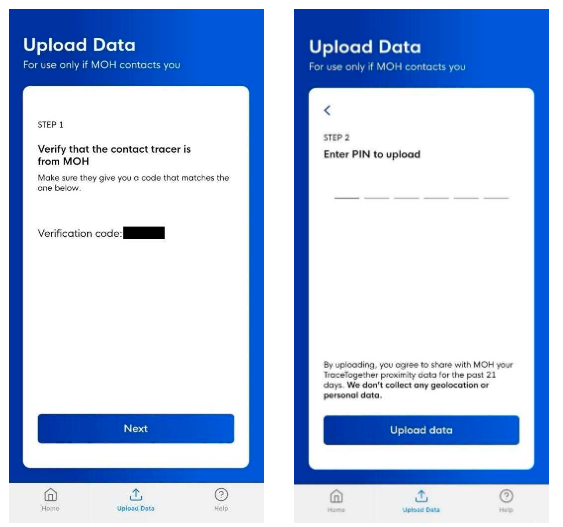 Upload Data
For use only if MOH contacts you
STEP 1
Verify that the contact tracer is
from MOH
Make sure they give you a code that matches the
one below.
Verification code:
Next
Home
Upload Data
Help
Upload Data
For use only if MOH contacts you
STEP 2
Enter PIN to upload
By uploading, you agree to share with MOH your
TraceTogether proximity data for the past 21
days. We don't collect any geolocation or
personal data.
Upload data
Home
Upload Data
Help